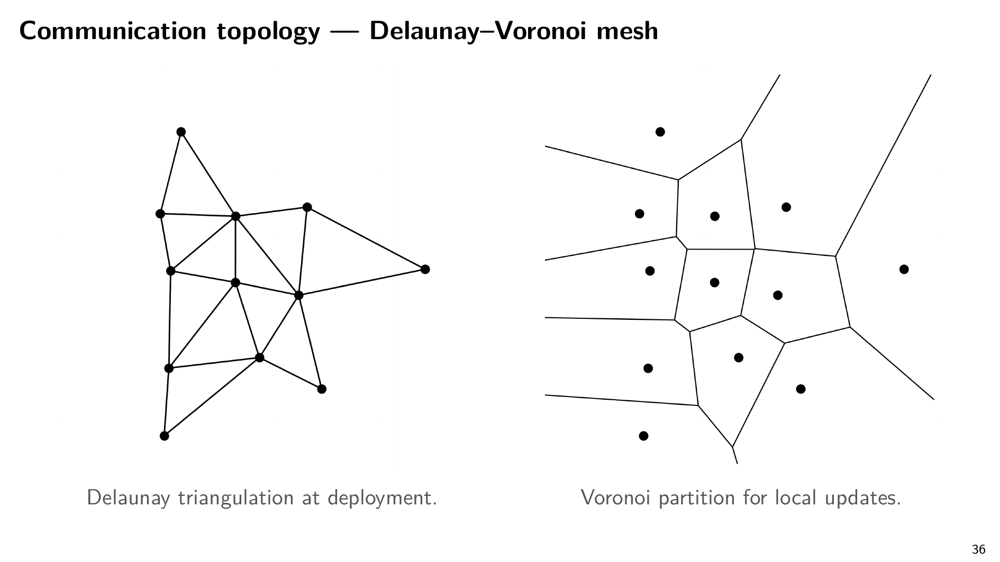 Communication topology — Delaunay–Voronoi mesh
Delaunay triangulation at deployment.
Voronoi partition for local updates.
36